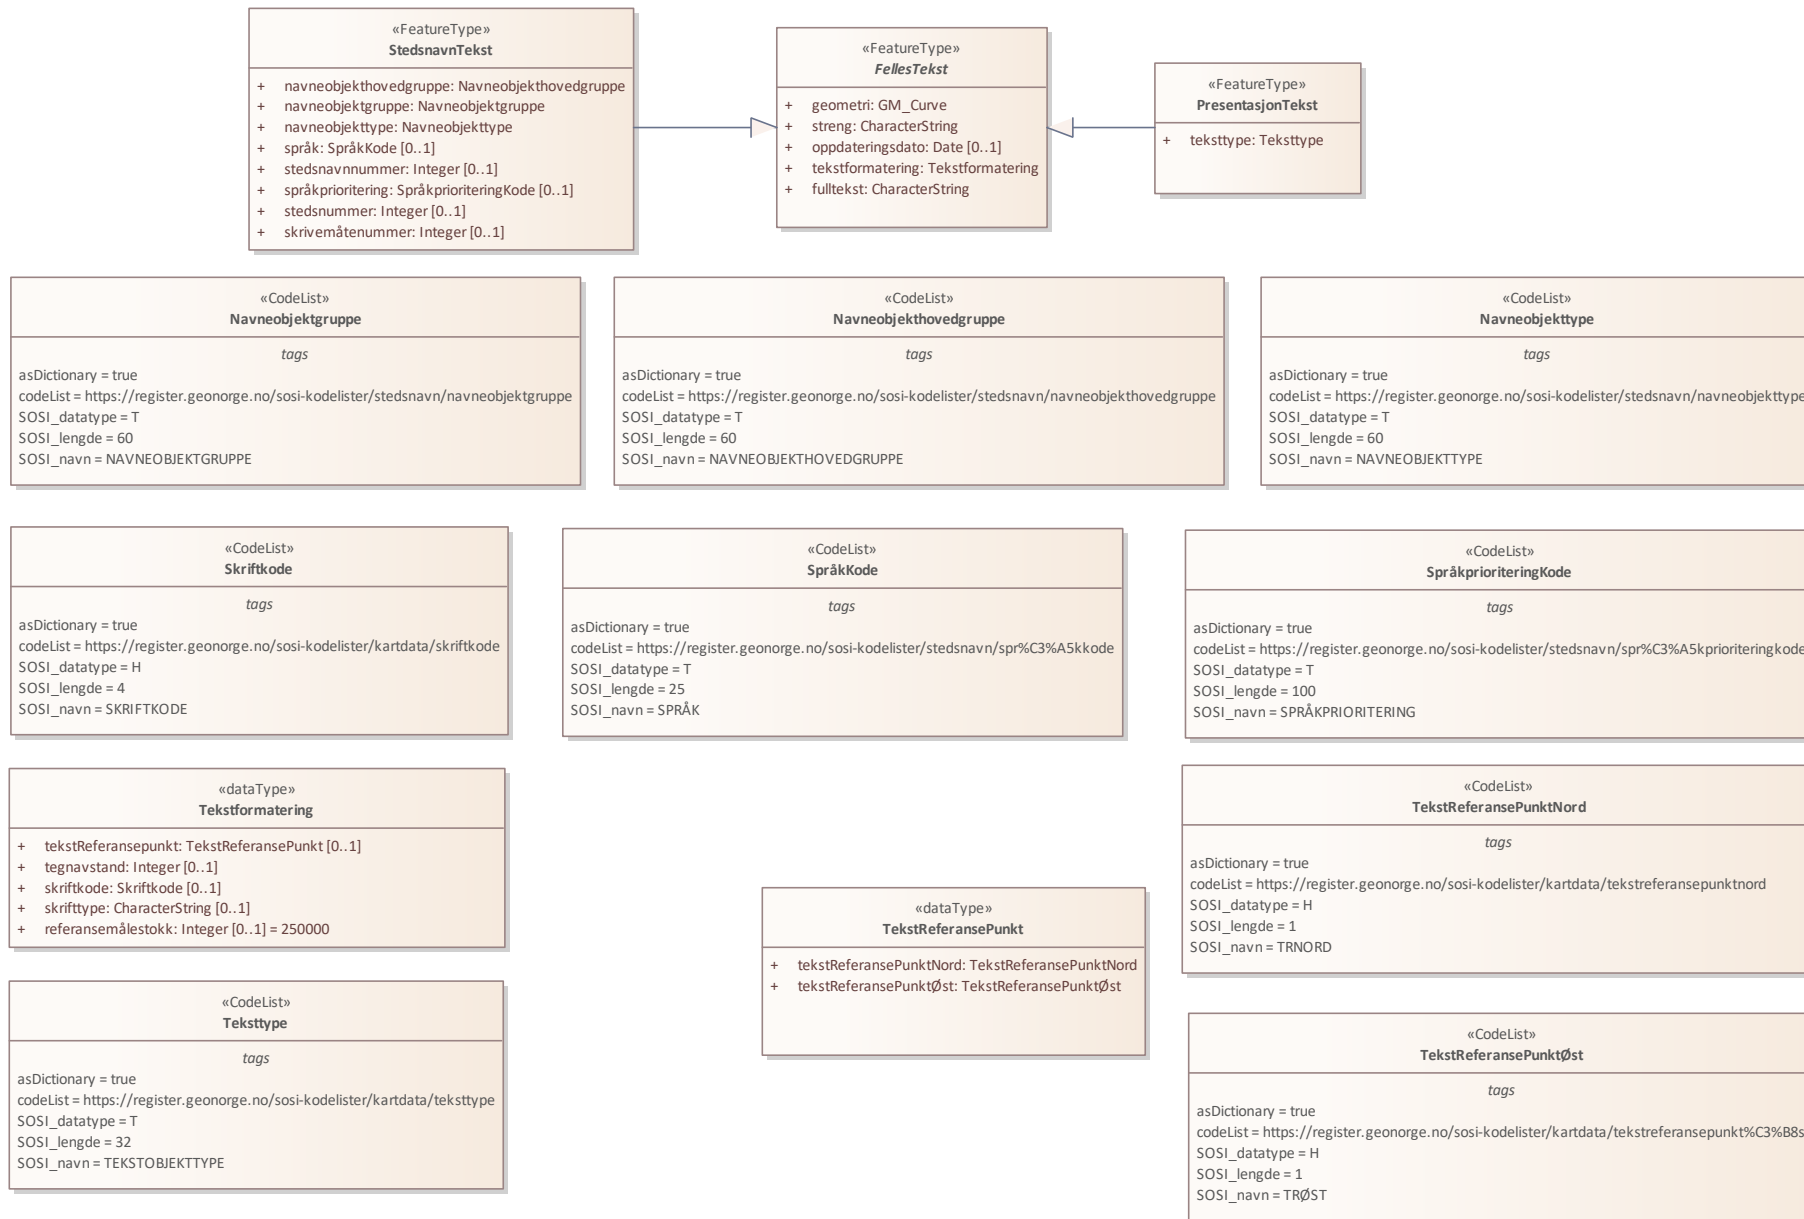 «FeatureType»
StedsnavnTekst
+ navneobjekthovedgruppe: Navneobjekthovedgruppe
+ navneobjektgruppe: Navneobjektgruppe
+ navneobjekttype: Navneobjekttype
+ språk: SpråkKode [0..1]
+ stedsnavnnummer: Integer [0..1]
+ språkprioritering: SpråkprioriteringKode [0..1]
+ stedsnummer: Integer [0..1]
+ skrivemåtenummer: Integer [0..1]
«FeatureType»
FellesTekst
+ geometri: GM_Curve
+ streng: CharacterString
+ oppdateringsdato: Date [0..1]
+ tekstformatering: Tekstformatering
+ fulltekst: CharacterString
«FeatureType»
PresentasjonTekst
+ teksttype: Teksttype
«CodeList»
Navneobjektgruppe
tags
asDictionary = true
codeList = https://register.geonorge.no/sosi-kodelister/stedsnavn/navneobjektgruppe
SOSI_datatype = T
SOSI_lengde = 60
SOSI_navn = NAVNEOBJEKTGRUPPE
«CodeList»
Navneobjekthovedgruppe
tags
asDictionary = true
codeList = https://register.geonorge.no/sosi-kodelister/stedsnavn/navneobjekthovedgruppe
SOSI_datatype = T
SOSI_lengde = 60
SOSI_navn = NAVNEOBJEKTHOVEDGRUPPE
«CodeList»
Navneobjekttype
tags
asDictionary = true
codeList = https://register.geonorge.no/sosi-kodelister/stedsnavn/navneobjekttype
SOSI_datatype = T
SOSI_lengde = 60
SOSI_navn = NAVNEOBJEKTTYPE
«CodeList»
Skriftkode
tags
asDictionary = true
codeList = https://register.geonorge.no/sosi-kodelister/kartdata/skriftkode
SOSI_datatype = H
SOSI_lengde = 4
SOSI_navn = SKRIFTKODE
«CodeList»
SpråkKode
tags
asDictionary = true
codeList = https://register.geonorge.no/sosi-kodelister/stedsnavn/spr%C3%A5kkode
SOSI_datatype = T
SOSI_lengde = 25
SOSI_navn = SPRÅK
«CodeList»
SpråkprioriteringKode
tags
asDictionary = true
codeList = https://register.geonorge.no/sosi-kodelister/stedsnavn/spr%C3%A5kprioriteringkode
SOSI_datatype = T
SOSI_lengde = 100
SOSI_navn = SPRÅKPRIORITERING
«dataType»
Tekstformatering
+ tekstReferansepunkt: TekstReferansePunkt [0..1]
+ tegnavstand: Integer [0..1]
+ skriftkode: Skriftkode [0..1]
+ skrifttype: CharacterString [0..1]
+ referansemålestokk: Integer [0..1] = 250000
«dataType»
TekstReferansePunkt
+ tekstReferansePunktNord: TekstReferansePunktNord
+ tekstReferansePunktØst: TekstReferansePunktØst
«CodeList»
TekstReferansePunktNord
tags
asDictionary = true
codeList = https://register.geonorge.no/sosi-kodelister/kartdata/tekstreferansepunktnord
SOSI_datatype = H
SOSI_lengde = 1
SOSI_navn = TRNORD
«CodeList»
Teksttype
tags
asDictionary = true
codeList = https://register.geonorge.no/sosi-kodelister/kartdata/teksttype
SOSI_datatype = T
SOSI_lengde = 32
SOSI_navn = TEKSTOBJEKTTYPE
«CodeList»
TekstReferansePunktØst
tags
asDictionary = true
codeList = https://register.geonorge.no/sosi-kodelister/kartdata/tekstreferansepunkt%C3%B8s
SOSI_datatype = H
SOSI_lengde = 1
SOSI_navn = TRØST